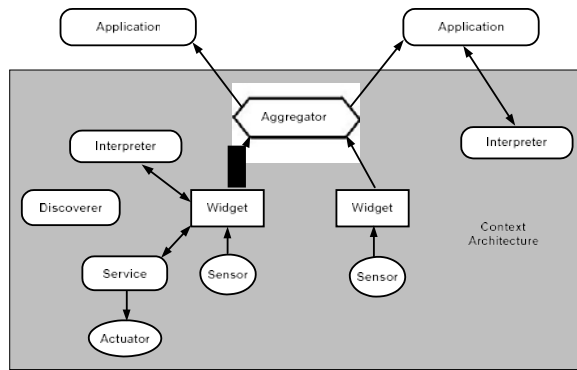 Application
Application
Aggregator
Interpreter
Interpreter
Discoverer
Widget
Widget
Context
Architecture
Service
Sensor
Sensor
Actuator